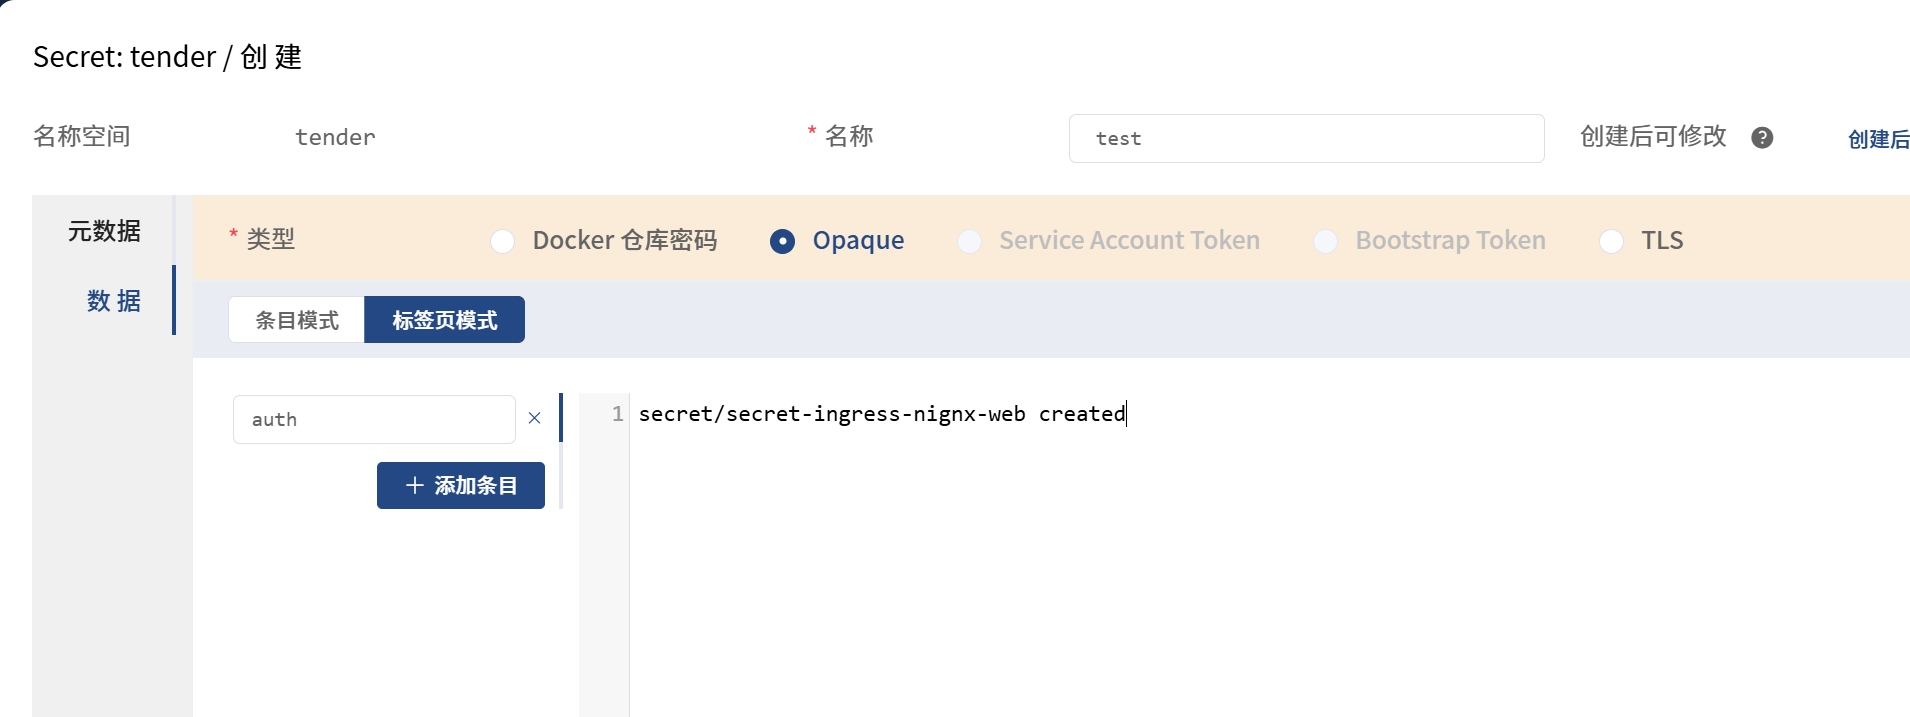 Secret: tender / 创 建
名称空间 tender * 名称 test 创建后可修改 ? 创建后
元数据
数 据
* 类型 Docker 仓库密码 Opaque Service Account Token Bootstrap Token TLS
条目模式 标签页模式
auth × 1 secret/secret-ingress-nignx-web created
+ 添加条目